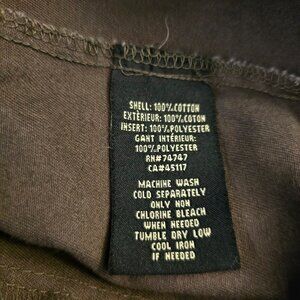 SHELL: 100% COTTON
EXTÉRIEUR: 100% COTON
INSERT: 100% POLYESTER
GANT INTÉRIEUR:
100% POLYESTER
RN#74747
CA#45117
MACHINE WASH
COLD SEPARATELY
ONLY NON
CHLORINE BLEACH
WHEN NEEDED
TUMBLE DRY LOW
COOL IRON
IF NEEDED